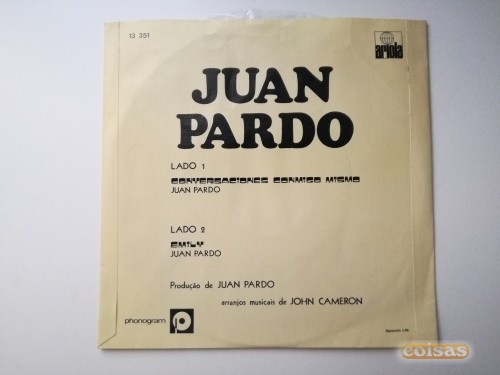 13 351
ariola
JUAN
PARDO
LADO 1
CONVERSACIONES CONMIGO MISMO
JUAN PARDO
LADO 2
EMILY
JUAN PARDO
Produção de JUAN PARDO
arranjos musicais de JOHN CAMERON
phonogram
coisas